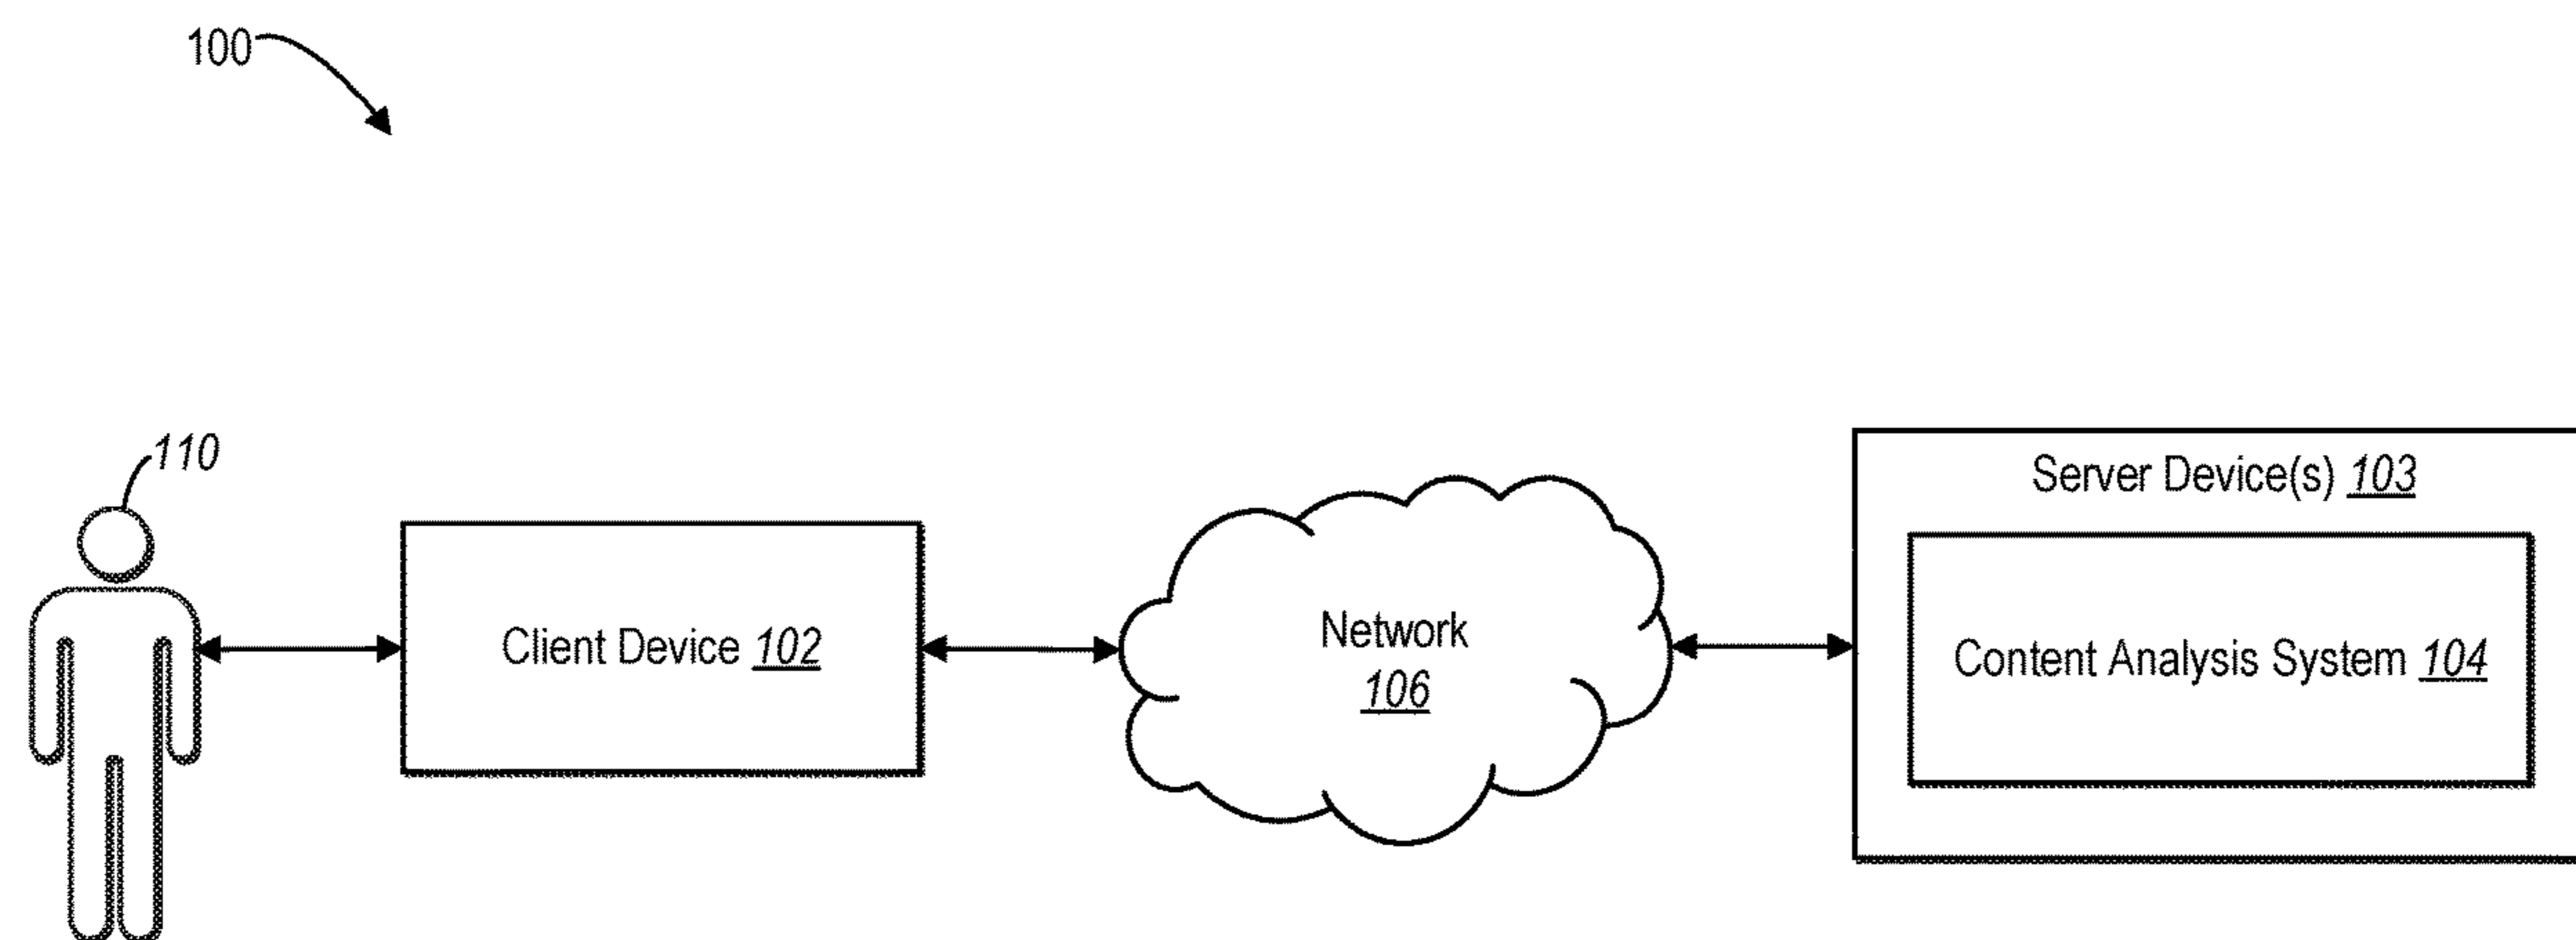 100
110
Client Device 102
Network
106
Server Device(s) 103
Content Analysis System 104